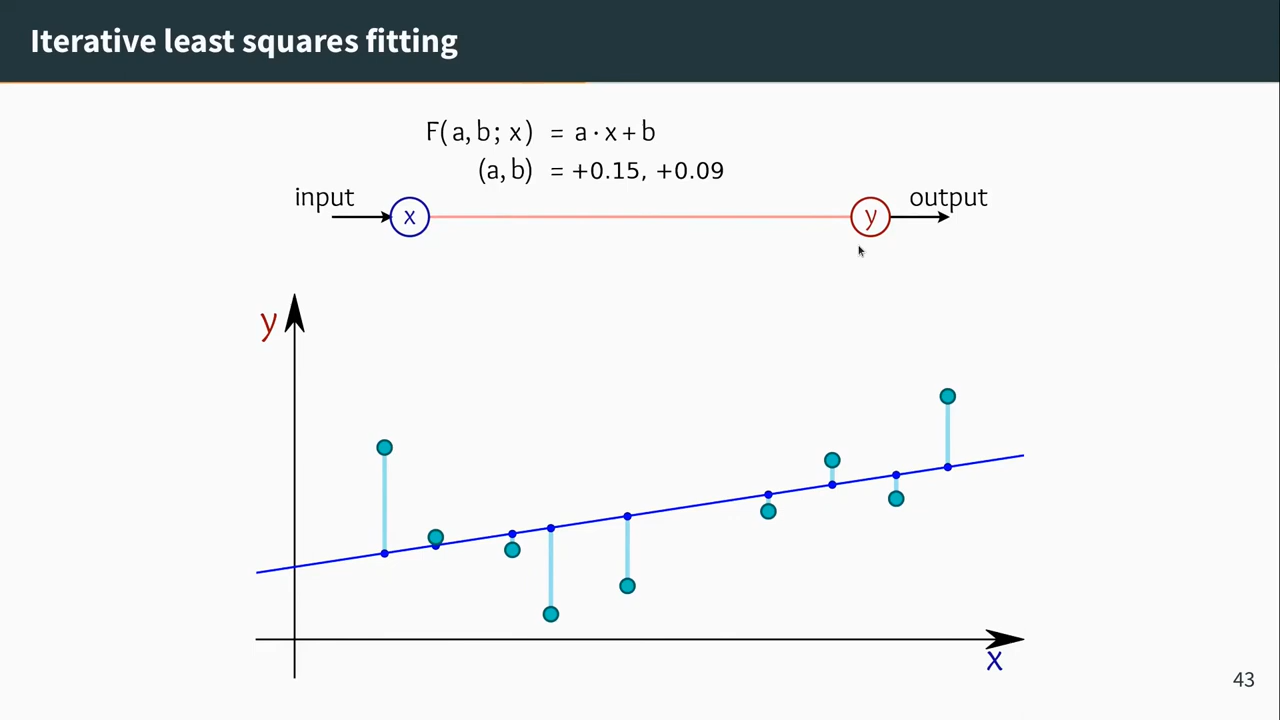 Iterative least squares fitting
F(a,b; x) = a·x+b
(a,b) = +0.15, +0.09
input
output
x
y
y
x
43